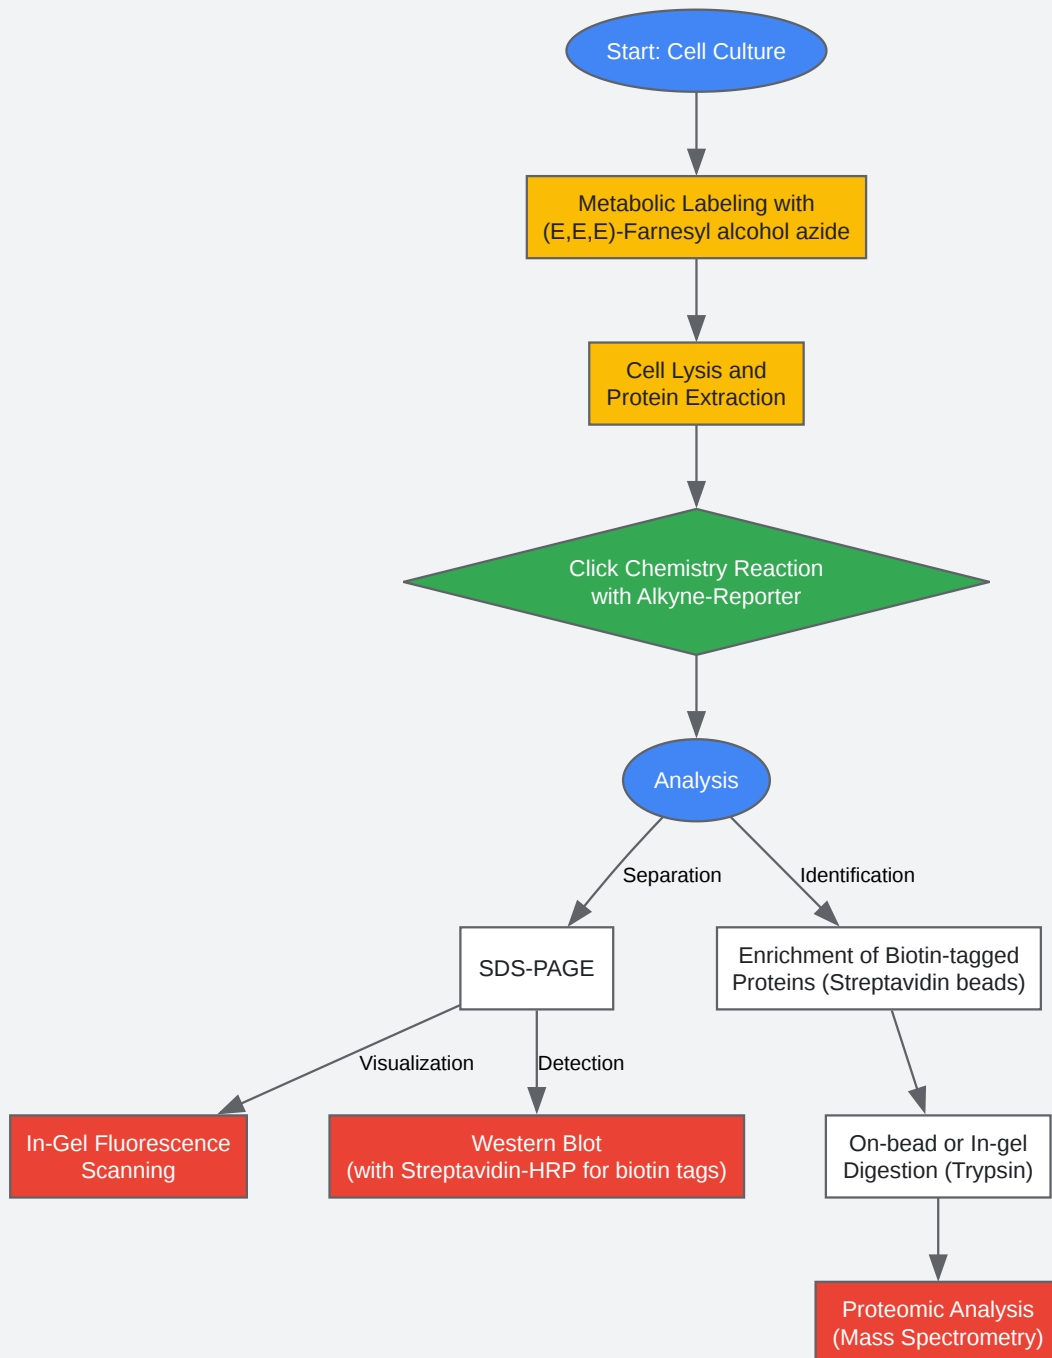 Start: Cell Culture
Metabolic Labeling with
(E,E,E)-Farnesyl alcohol azide
Cell Lysis and
Protein Extraction
Click Chemistry Reaction
with Alkyne-Reporter
Analysis
Separation
Identification
SDS-PAGE
Enrichment of Biotin-tagged
Proteins (Streptavidin beads)
Visualization
Detection
In-Gel Fluorescence
Scanning
Western Blot
(with Streptavidin-HRP for biotin tags)
On-bead or In-gel
Digestion (Trypsin)
Proteomic Analysis
(Mass Spectrometry)